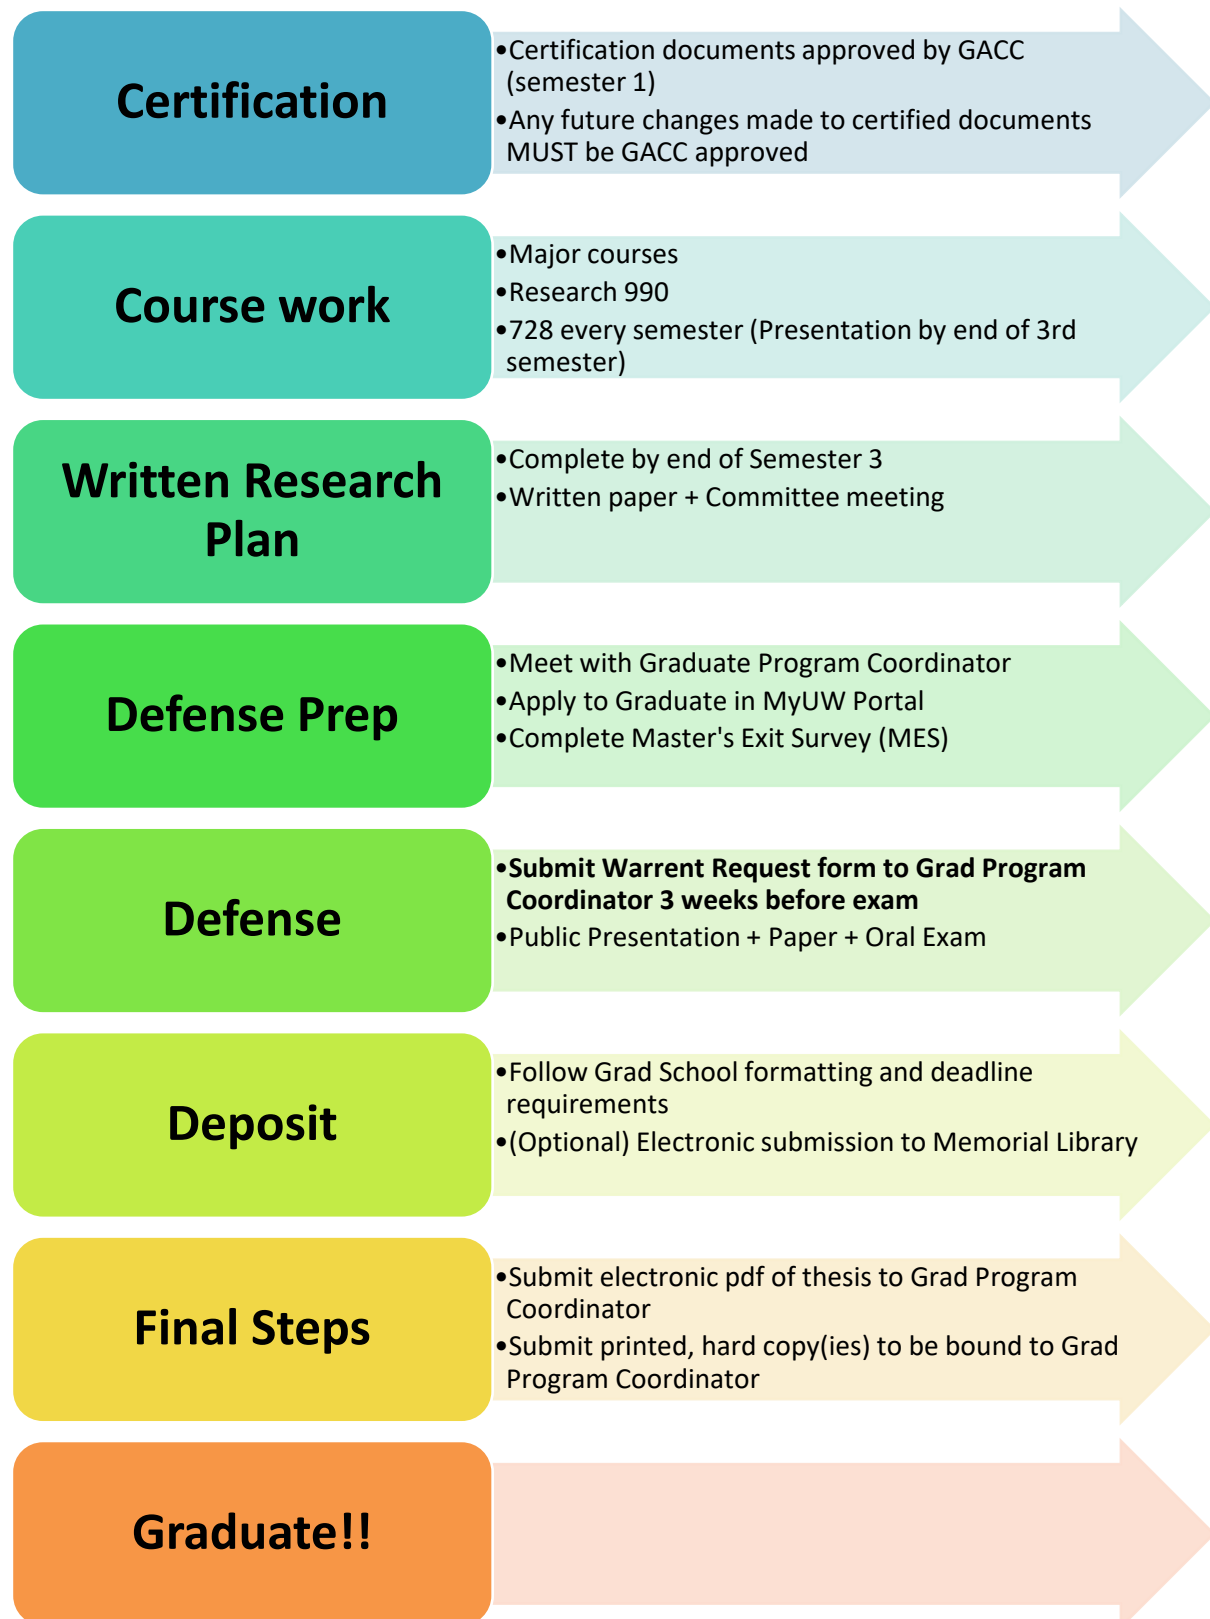 Certification
•Certification documents approved by GACC
(semester 1)
•Any future changes made to certified documents
MUST be GACC approved
Course work
•Major courses
•Research 990
•728 every semester (Presentation by end of 3rd
semester)
Written Research
Plan
•Complete by end of Semester 3
•Written paper + Committee meeting
Defense Prep
•Meet with Graduate Program Coordinator
•Apply to Graduate in MyUW Portal
•Complete Master's Exit Survey (MES)
Defense
•Submit Warrent Request form to Grad Program
Coordinator 3 weeks before exam
•Public Presentation + Paper + Oral Exam
Deposit
•Follow Grad School formatting and deadline
requirements
•(Optional) Electronic submission to Memorial Library
Final Steps
•Submit electronic pdf of thesis to Grad Program
Coordinator
•Submit printed, hard copy(ies) to be bound to Grad
Program Coordinator
Graduate!!